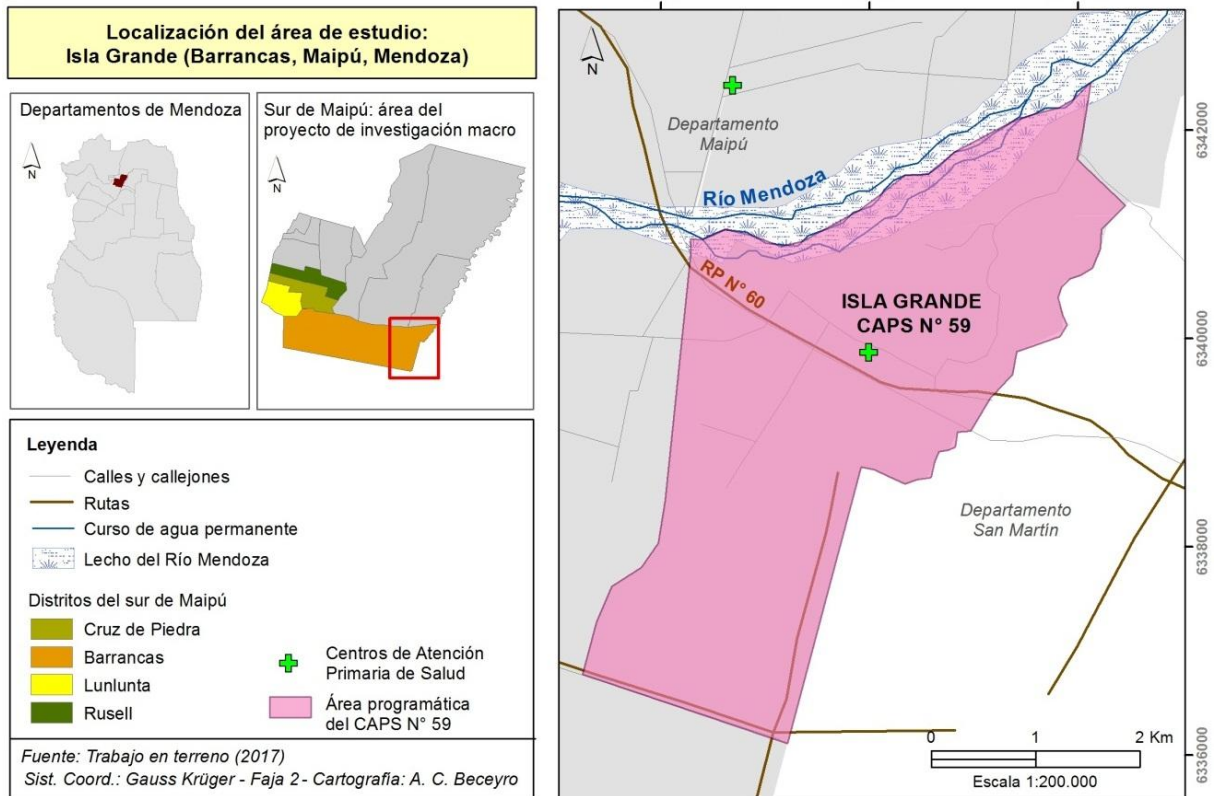 Localización del área de estudio:
Isla Grande (Barrancas, Maipú, Mendoza)
Departamentos de Mendoza
N
Sur de Maipú: área del
proyecto de investigación macro
N
Leyenda
Calles y callejones
Rutas
Curso de agua permanente
Lecho del Río Mendoza
Distritos del sur de Maipú
Cruz de Piedra
Barrancas
Lunlunta
Rusell
Centros de Atención
Primaria de Salud
Área programática
del CAPS N° 59
Fuente: Trabajo en terreno (2017)
Sist. Coord.: Gauss Krüger - Faja 2 - Cartografía: A. C. Beceyro
N
Departamento
Maipú
Río Mendoza
RP N° 60
ISLA GRANDE
CAPS N° 59
Departamento
San Martín
0 1 2 Km
Escala 1:200.000
6342000
6340000
6338000
6336000